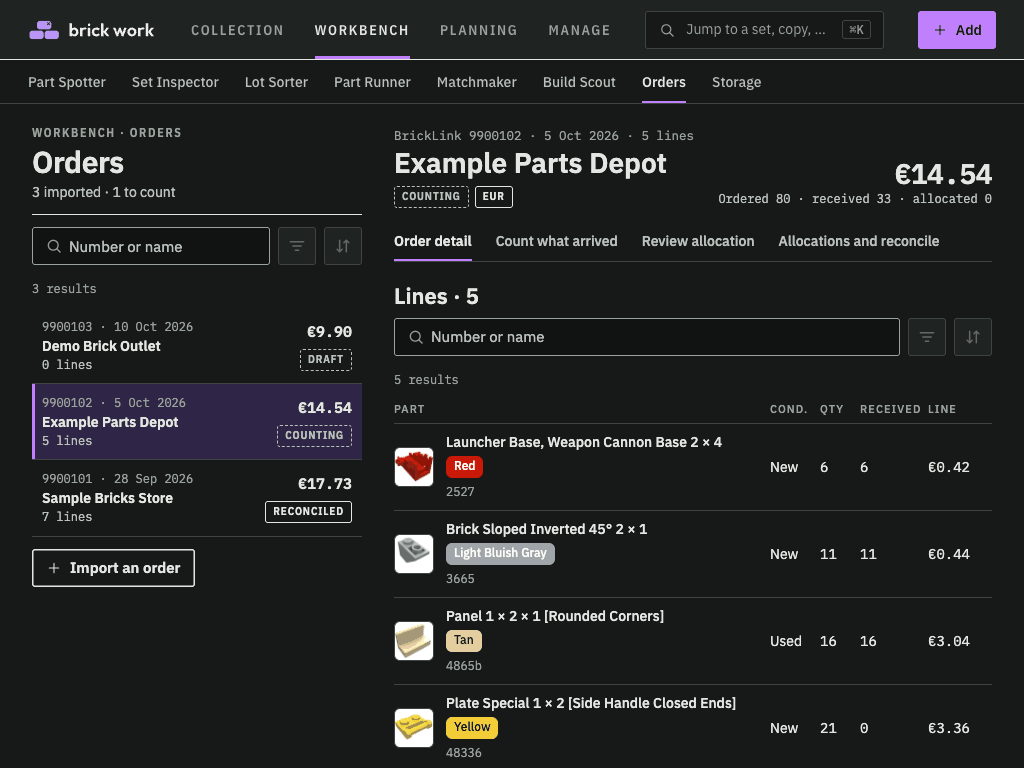 brick work
COLLECTION
WORKBENCH
PLANNING
MANAGE
Jump to a set, copy, ...
⌘K
+ Add
Part Spotter
Set Inspector
Lot Sorter
Part Runner
Matchmaker
Build Scout
Orders
Storage
WORKBENCH · ORDERS
Orders
3 imported · 1 to count
Number or name
3 results
9900103 · 10 Oct 2026
€9.90
Demo Brick Outlet
0 lines
DRAFT
9900102 · 5 Oct 2026
€14.54
Example Parts Depot
5 lines
COUNTING
9900101 · 28 Sep 2026
€17.73
Sample Bricks Store
7 lines
RECONCILED
+ Import an order
BrickLink 9900102 · 5 Oct 2026 · 5 lines
Example Parts Depot
€14.54
COUNTING
EUR
Ordered 80 · received 33 · allocated 0
Order detail
Count what arrived
Review allocation
Allocations and reconcile
Lines · 5
Number or name
5 results
PART COND. QTY RECEIVED LINE
Launcher Base, Weapon Cannon Base 2 × 4
Red
2527
New 6 6 €0.42
Brick Sloped Inverted 45° 2 × 1
Light Bluish Gray
3665
New 11 11 €0.44
Panel 1 × 2 × 1 [Rounded Corners]
Tan
4865b
Used 16 16 €3.04
Plate Special 1 × 2 [Side Handle Closed Ends]
Yellow
48336
New 21 0 €3.36